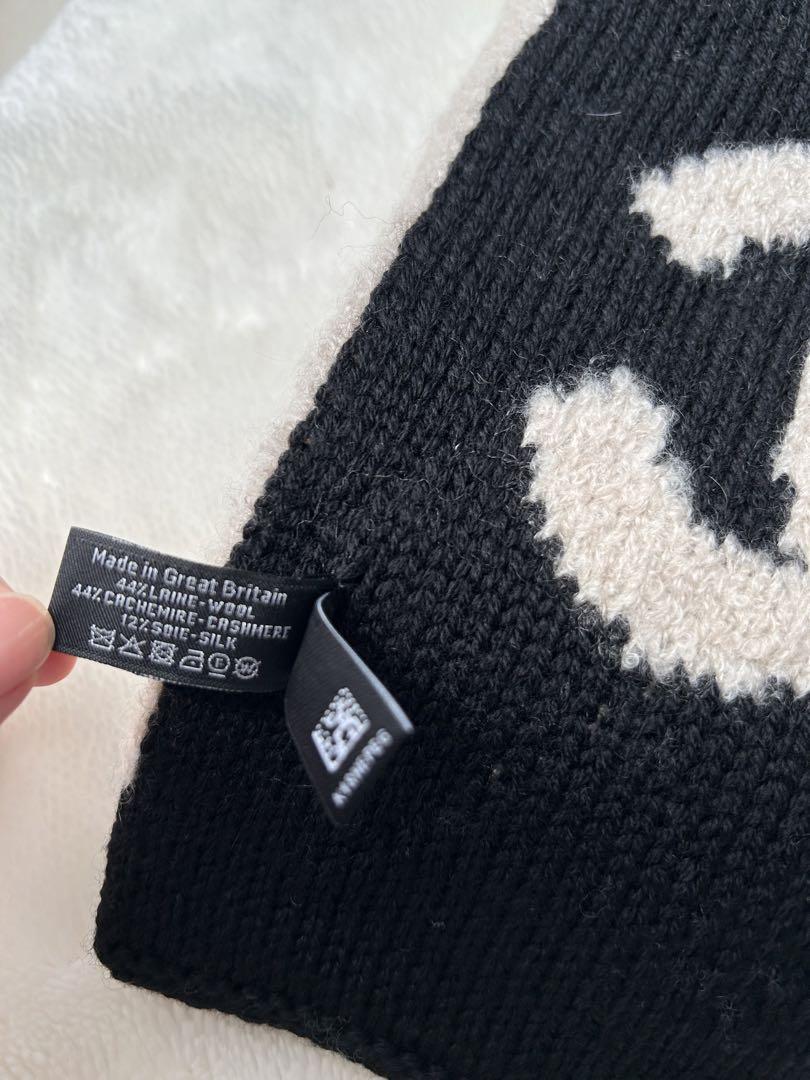 Made in Great Britain
44% LAINE-WOOL
44% CACHEMIRE-CASHMERE
12% SOIE-SILK